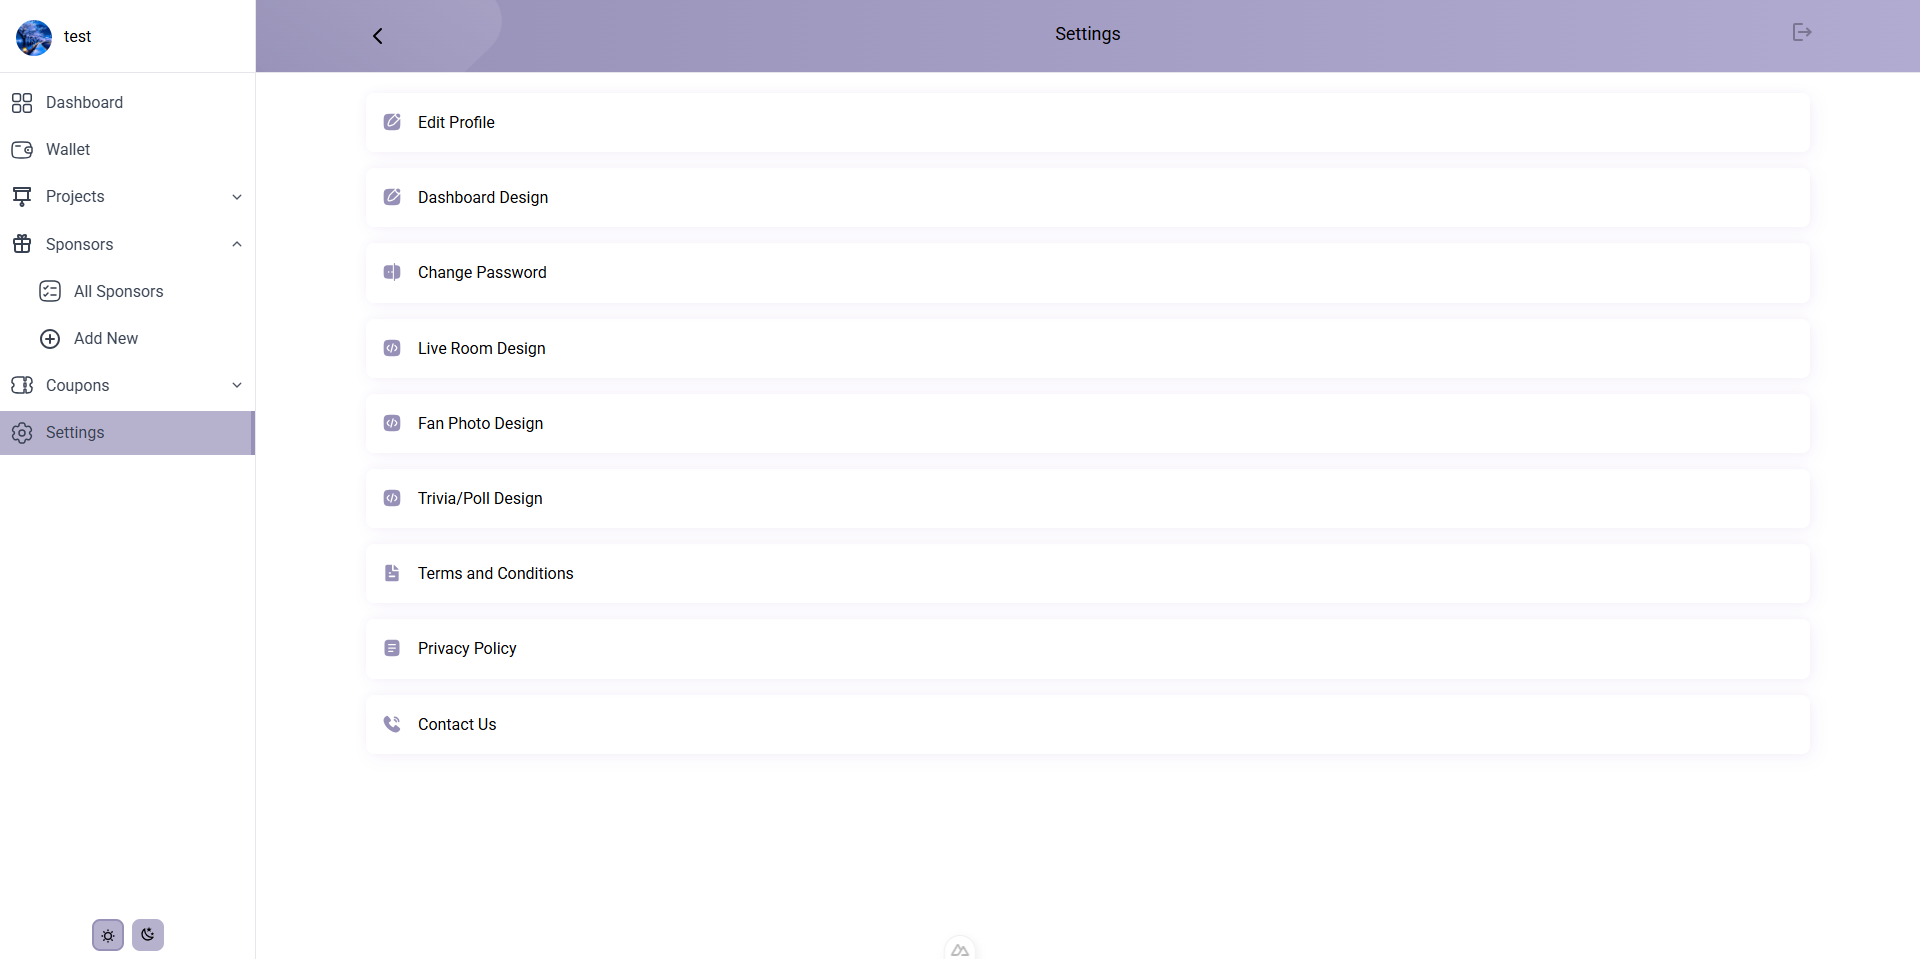 test
Dashboard
Wallet
Projects
Sponsors
All Sponsors
Add New
Coupons
Settings
Settings
Edit Profile
Dashboard Design
Change Password
Live Room Design
Fan Photo Design
Trivia/Poll Design
Terms and Conditions
Privacy Policy
Contact Us